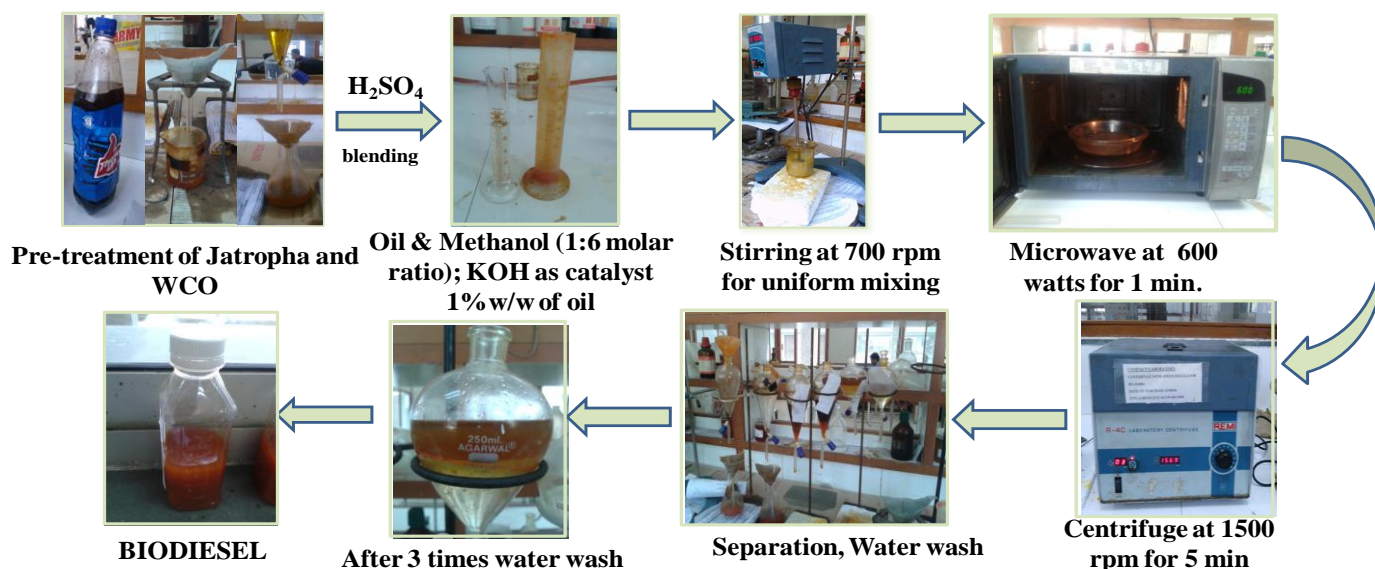 ARMY
H₂SO₄
blending
600
Pre-treatment of Jatropha and
WCO
Oil & Methanol (1:6 molar
ratio); KOH as catalyst
1% w/w of oil
Stirring at 700 rpm
for uniform mixing
Microwave at 600
watts for 1 min.
250ml.
AGARWAL
R-4C LABORATORY CENTRIFUGE
REMI
BIODIESEL
After 3 times water wash
Separation, Water wash
Centrifuge at 1500
rpm for 5 min